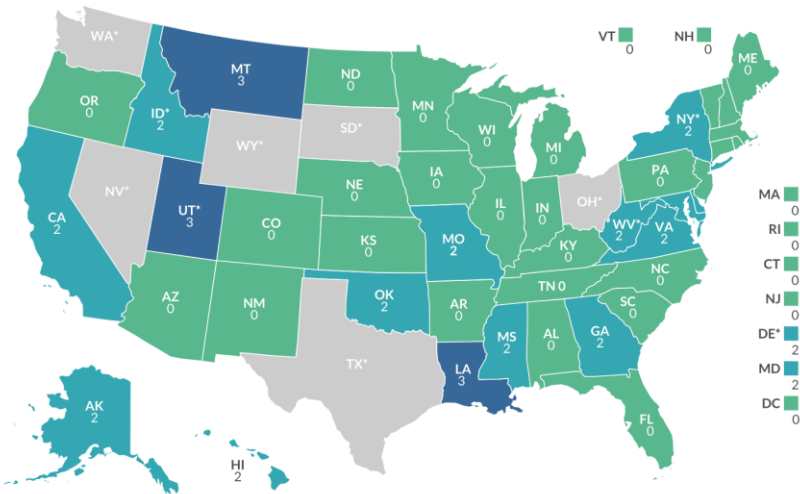 VT
0
NH
0
WA*
MT
3
ND
0
MN
0
ME
0
OR
0
ID*
2
SD*
WI
0
MI
0
NY*
2
WY*
IA
0
PA
0
NV*
NE
0
IL
0
IN
0
OH*
MA
0
CA
2
UT*
3
CO
0
KS
0
MO
2
KY
0
WV*
2
VA
2
RI
0
CT
0
AZ
0
NM
0
OK
2
AR
0
TN 0
NC
0
SC
0
NJ
0
TX*
LA
3
MS
2
AL
0
GA
2
DE*
2
MD
2
AK
2
HI
2
FL
0
DC
0